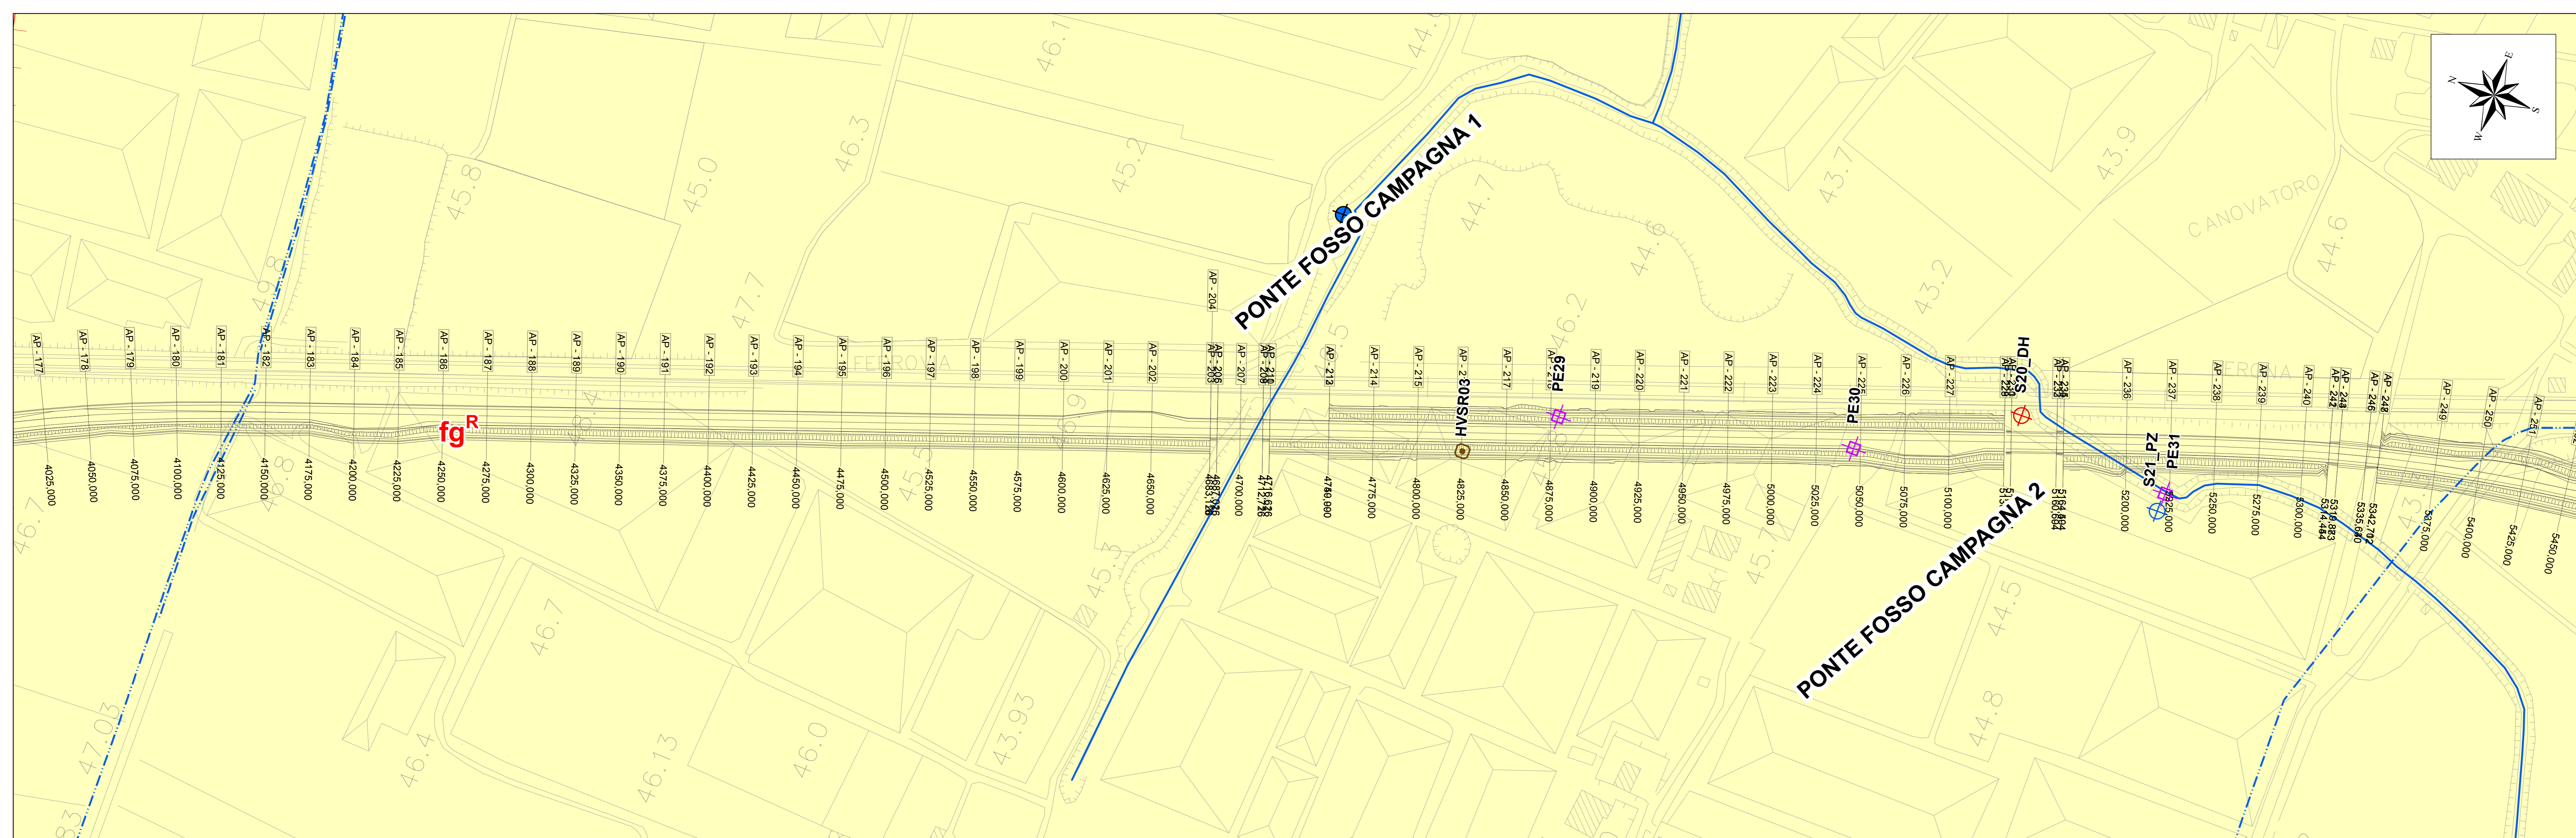 PONTE FOSSO CAMPAGNA 1
PONTE FOSSO CAMPAGNA 2
fgR
HVSR03
PE29
PE30
S20_DH
S21_PZ
PE31
N
E
S
W
CANOVATORO
FERROVIA
46.1
46.3
45.2
45.8
45.0
47.7
44.7
44.6
46.2
43.7
43.9
43.2
44.6
46.7
45.3
46.7
47.03
46.4
46.13
46.0
43.93
44.5
44.8
AP - 177
AP - 178
AP - 179
AP - 180
AP - 181
AP - 182
AP - 183
AP - 184
AP - 185
AP - 186
AP - 187
AP - 188
AP - 189
AP - 190
AP - 191
AP - 192
AP - 193
AP - 194
AP - 195
AP - 196
AP - 197
AP - 198
AP - 199
AP - 200
AP - 201
AP - 202
AP - 204
AP - 206
AP - 207
AP - 214
AP - 215
AP - 217
AP - 219
AP - 220
AP - 221
AP - 222
AP - 223
AP - 224
AP - 225
AP - 226
AP - 227
AP - 236
AP - 237
AP - 238
AP - 239
AP - 240
AP - 246
AP - 249
AP - 250
AP - 251
4025,000
4050,000
4075,000
4100,000
4125,000
4150,000
4175,000
4200,000
4225,000
4250,000
4275,000
4300,000
4325,000
4350,000
4375,000
4400,000
4425,000
4450,000
4475,000
4500,000
4525,000
4550,000
4575,000
4600,000
4625,000
4650,000
4700,000
4775,000
4800,000
4825,000
4850,000
4875,000
4900,000
4925,000
4950,000
4975,000
5000,000
5025,000
5050,000
5075,000
5100,000
5200,000
5250,000
5275,000
5300,000
5375,000
5400,000
5425,000
5450,000